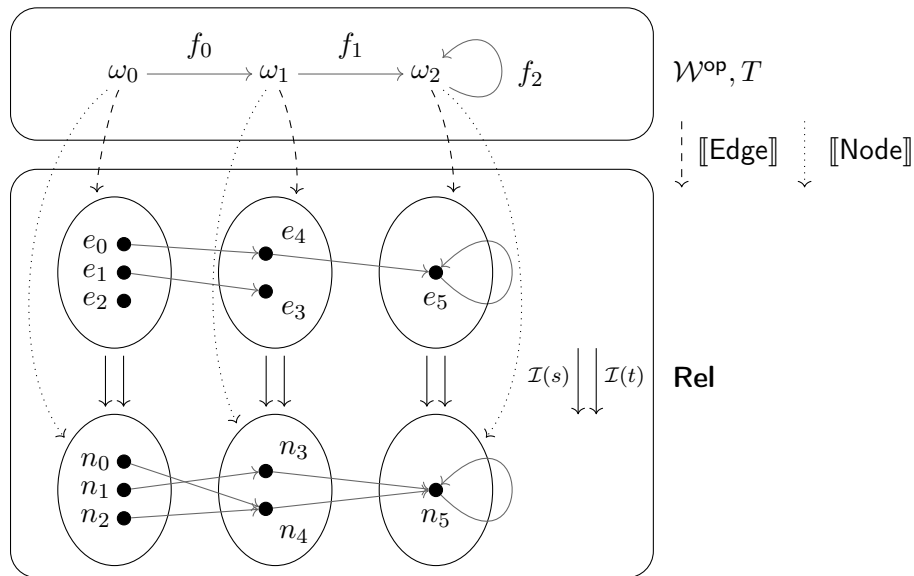 f₀ f₁
ω₀ ω₁ ω₂ f₂ 𝒲ᵒᵖ, T
⟦Edge⟧ ⟦Node⟧
e₀ e₄
e₁
e₂ e₃ e₅
ℐ(s) ℐ(t) Rel
n₀ n₃
n₁
n₂ n₄ n₅